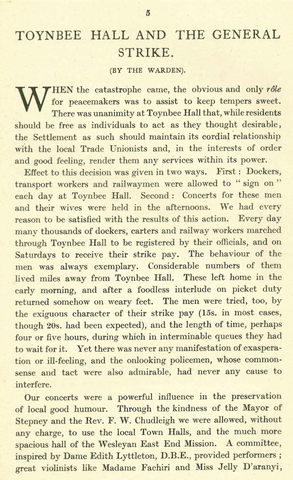 5
TOYNBEE HALL AND THE GENERAL
STRIKE.
(BY THE WARDEN).
WHEN the catastrophe came, the obvious and only rôle
for peacemakers was to assist to keep tempers sweet.
There was unanimity at Toynbee Hall that, while residents
should be free as individuals to act as they thought desirable,
the Settlement as such should maintain its cordial relationship
with the local Trade Unionists and, in the interests of order
and good feeling, render them any services within its power.
Effect to this decision was given in two ways. First : Dockers,
transport workers and railwaymen were allowed to " sign on "
each day at Toynbee Hall. Second : Concerts for these men
and their wives were held in the afternoons. We had every
reason to be satisfied with the results of this action. Every day
many thousands of dockers, carters and railway workers marched
through Toynbee Hall to be registered by their officials, and on
Saturdays to receive their strike pay. The behaviour of the
men was always exemplary. Considerable numbers of them
lived miles away from Toynbee Hall. These left home in the
early morning, and after a foodless interlude on picket duty
returned somehow on weary feet. The men were tried, too, by
the exiguous character of their strike pay (15s. in most cases,
though 20s. had been expected), and the length of time, perhaps
four or five hours, during which in interminable queues they had
to wait for it. Yet there was never any manifestation of exaspera-
tion or ill-feeling, and the onlooking policemen, whose common-
sense and tact were also admirable, had never any cause to
interfere.
Our concerts were a powerful influence in the preservation
of local good humour. Through the kindness of the Mayor of
Stepney and the Rev. F. W. Chudleigh we were allowed, without
any charge, to use the local Town Halls, and the much more
spacious hall of the Wesleyan East End Mission. A committee,
inspired by Dame Edith Lyttleton, D.B.E., provided performers ;
great violinists like Madame Fachiri and Miss Jelly D'aranyi,